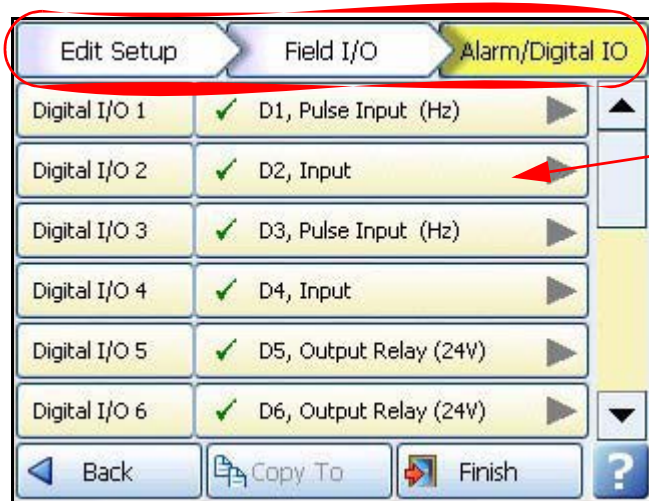 Edit Setup Field I/O Alarm/Digital IO
Digital I/O 1 D1, Pulse Input (Hz)
Digital I/O 2 D2, Input
Digital I/O 3 D3, Pulse Input (Hz)
Digital I/O 4 D4, Input
Digital I/O 5 D5, Output Relay (24V)
Digital I/O 6 D6, Output Relay (24V)
Back Copy To Finish ?